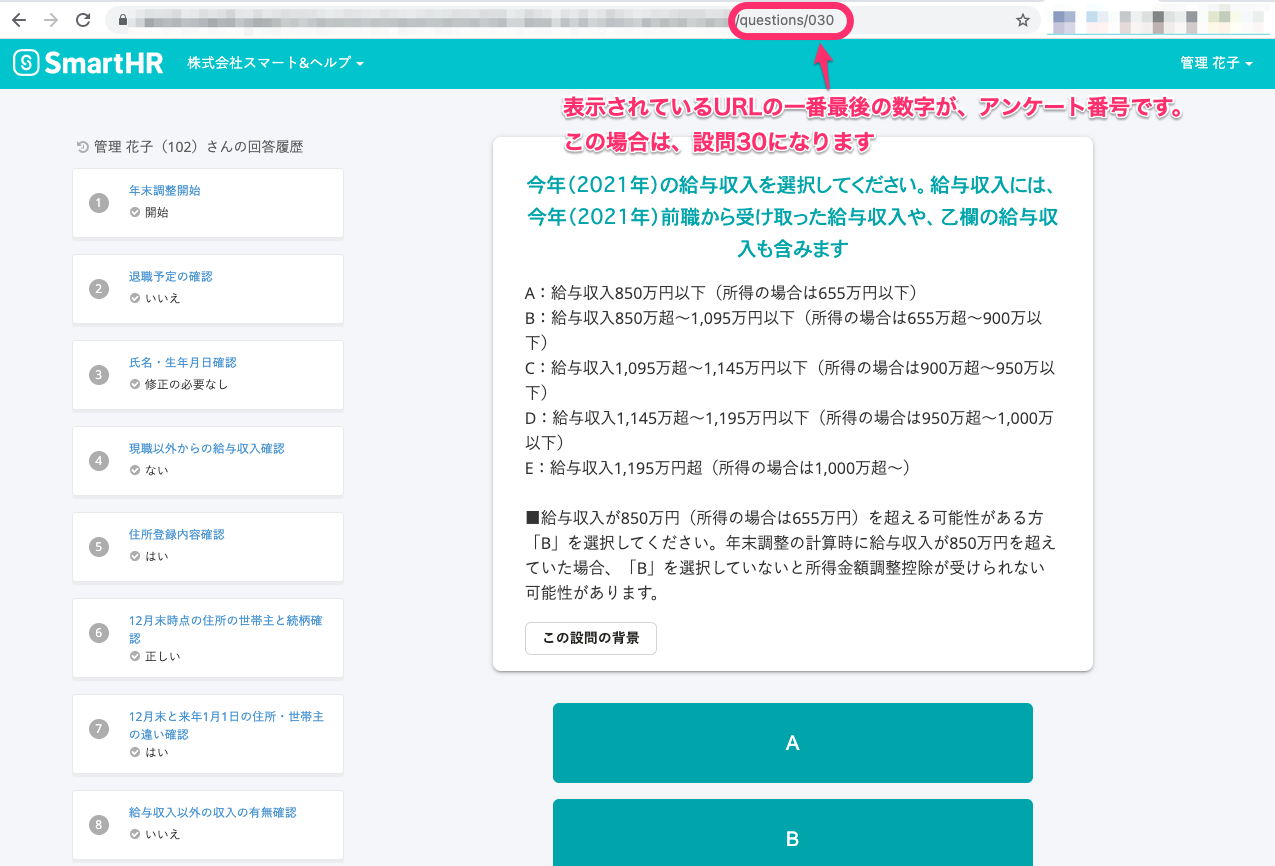 /questions/030
SmartHR 株式会社スマート&ヘルプ 管理 花子
表示されているURLの一番最後の数字が、アンケート番号です。
この場合は、設問30になります
管理 花子（102）さんの回答履歴
1 年末調整開始
開始
2 退職予定の確認
いいえ
3 氏名・生年月日確認
修正の必要なし
4 現職以外からの給与収入確認
ない
5 住所登録内容確認
はい
6 12月末時点の住所の世帯主と続柄確
認
正しい
7 12月末と来年1月1日の住所・世帯主
の違い確認
はい
8 給与収入以外の収入の有無確認
いいえ
今年（2021年）の給与収入を選択してください。給与収入には、
今年（2021年）前職から受け取った給与収入や、乙欄の給与収
入も含みます
A：給与収入850万円以下（所得の場合は655万円以下）
B：給与収入850万超〜1,095万円以下（所得の場合は655万超〜900万以
下）
C：給与収入1,095万超〜1,145万円以下（所得の場合は900万超〜950万以
下）
D：給与収入1,145万超〜1,195万円以下（所得の場合は950万超〜1,000万
以下）
E：給与収入1,195万円超（所得の場合は1,000万超〜）
■給与収入が850万円（所得の場合は655万円）を超える可能性がある方
「B」を選択してください。年末調整の計算時に給与収入が850万円を超え
ていた場合、「B」を選択していないと所得金額調整控除が受けられない
可能性があります。
この設問の背景
A
B